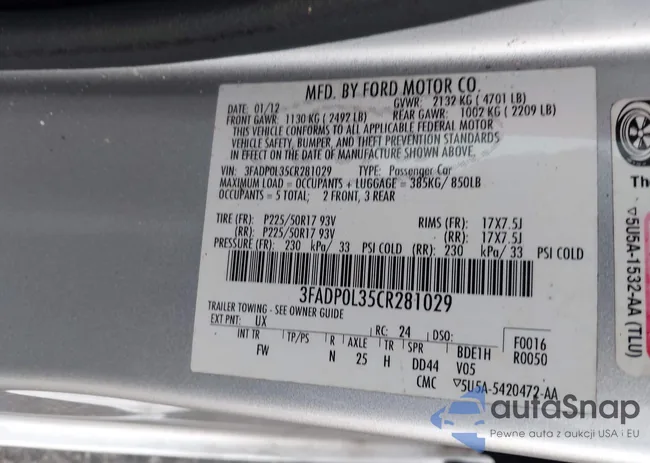 MFD. BY FORD MOTOR CO.
DATE: 01/12 GVWR: 2132 KG ( 4701 LB)
FRONT GAWR: 1130 KG ( 2492 LB) REAR GAWR: 1002 KG ( 2209 LB)
THIS VEHICLE CONFORMS TO ALL APPLICABLE FEDERAL MOTOR
VEHICLE SAFETY, BUMPER, AND THEFT PREVENTION STANDARDS
IN EFFECT ON THE DATE OF MANUFACTURE SHOWN ABOVE.
VIN: 3FADP0L35CR281029 TYPE: Passenger Car
MAXIMUM LOAD = OCCUPANTS + LUGGAGE = 385KG/ 850LB
OCCUPANTS = 5 TOTAL; 2 FRONT, 3 REAR
TIRE (FR): P225/50R17 93V RIMS (FR): 17X7.5J
(RR): P225/50R17 93V (RR): 17X7.5J
PRESSURE (FR): 230 kPa/ 33 PSI COLD (RR): 230 kPa/ 33 PSI COLD
3FADP0L35CR281029
TRAILER TOWING - SEE OWNER GUIDE
EXT PNT: UX RC: 24 DSO: F0016
INT TR TP/PS R AXLE TR SPR BDE1H R0050
FW N 25 H DD44 V05
CMC ▽5U5A-5420472-AA
▽5U5A-1532-AA (TLU)
Th
autaSnap
Pewne auta z aukcji USA i EU